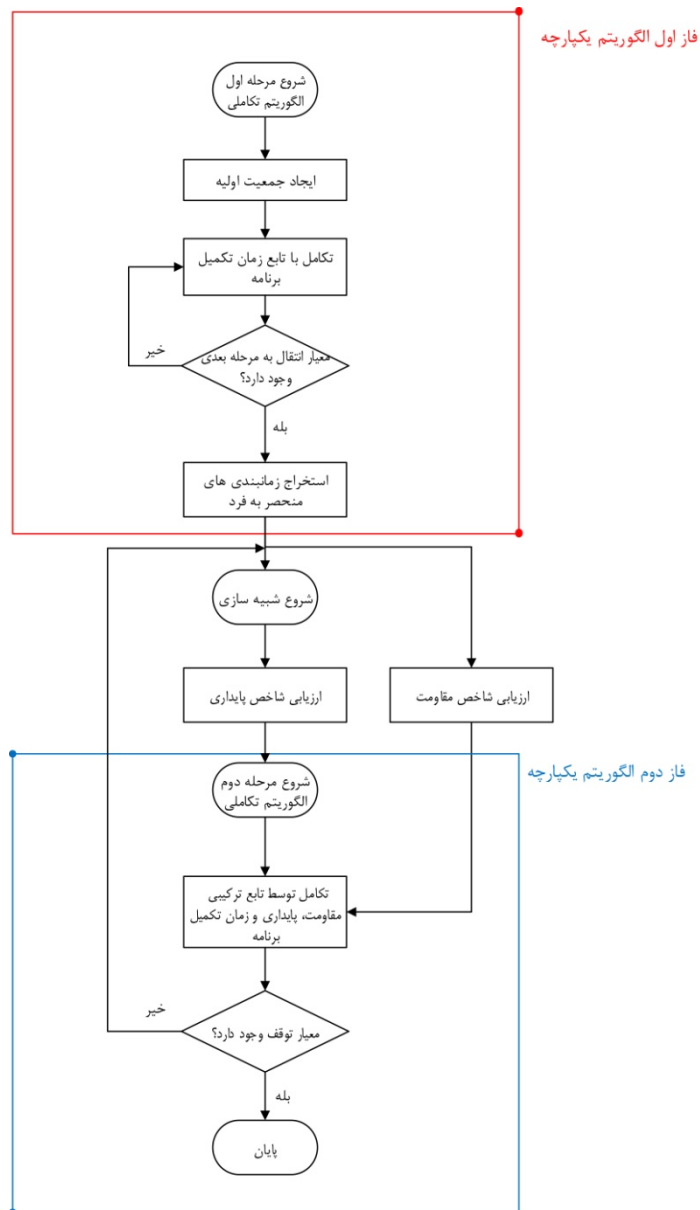 فاز اول الگوریتم یکپارچه
شروع مرحله اول
الگوریتم تکاملی
ایجاد جمعیت اولیه
تکامل با تابع زمان تکمیل
برنامه
معیار انتقال به مرحله بعدی
وجود دارد؟
خیر
بله
استخراج زمانبندی های
منحصر به فرد
شروع شبیه سازی
ارزیابی شاخص پایداری
ارزیابی شاخص مقاومت
فاز دوم الگوریتم یکپارچه
شروع مرحله دوم
الگوریتم تکاملی
تکامل توسط تابع ترکیبی
مقاومت، پایداری و زمان تکمیل
برنامه
خیر
معیار توقف وجود دارد؟
بله
پایان